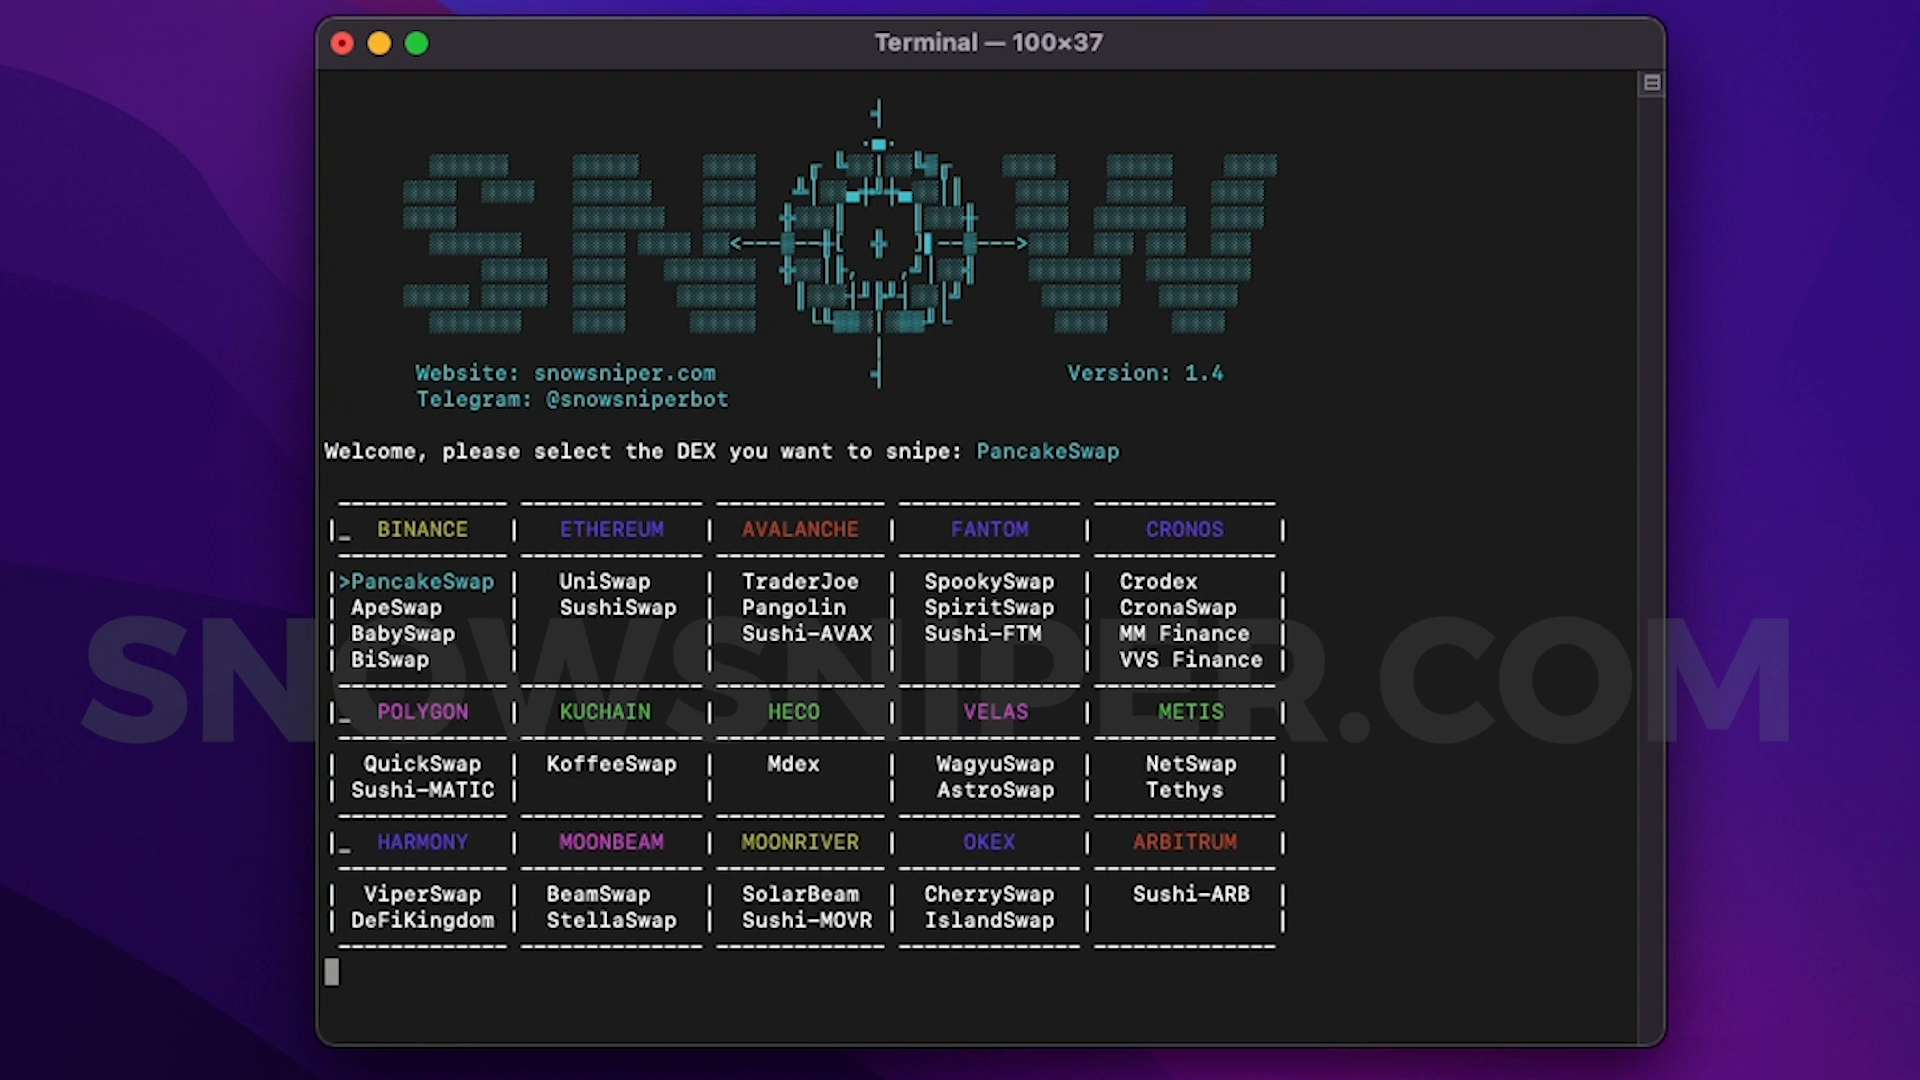 Terminal — 100×37
SNOW
Website: snowsniper.com
Version: 1.4
Telegram: @snowsniperbot
Welcome, please select the DEX you want to snipe: PancakeSwap
|_ BINANCE | ETHEREUM | AVALANCHE | FANTOM | CRONOS |
|>PancakeSwap | UniSwap | TraderJoe | SpookySwap | Crodex |
| ApeSwap | SushiSwap | Pangolin | SpiritSwap | CronaSwap |
| BabySwap | | Sushi-AVAX | Sushi-FTM | MM Finance |
| BiSwap | | | | VVS Finance |
SNOWSNIPER.COM
|_ POLYGON | KUCHAIN | HECO | VELAS | METIS |
| QuickSwap | KoffeeSwap | Mdex | WagyuSwap | NetSwap |
| Sushi-MATIC | | | AstroSwap | Tethys |
|_ HARMONY | MOONBEAM | MOONRIVER | OKEX | ARBITRUM |
| ViperSwap | BeamSwap | SolarBeam | CherrySwap | Sushi-ARB |
| DeFiKingdom | StellaSwap | Sushi-MOVR | IslandSwap | |